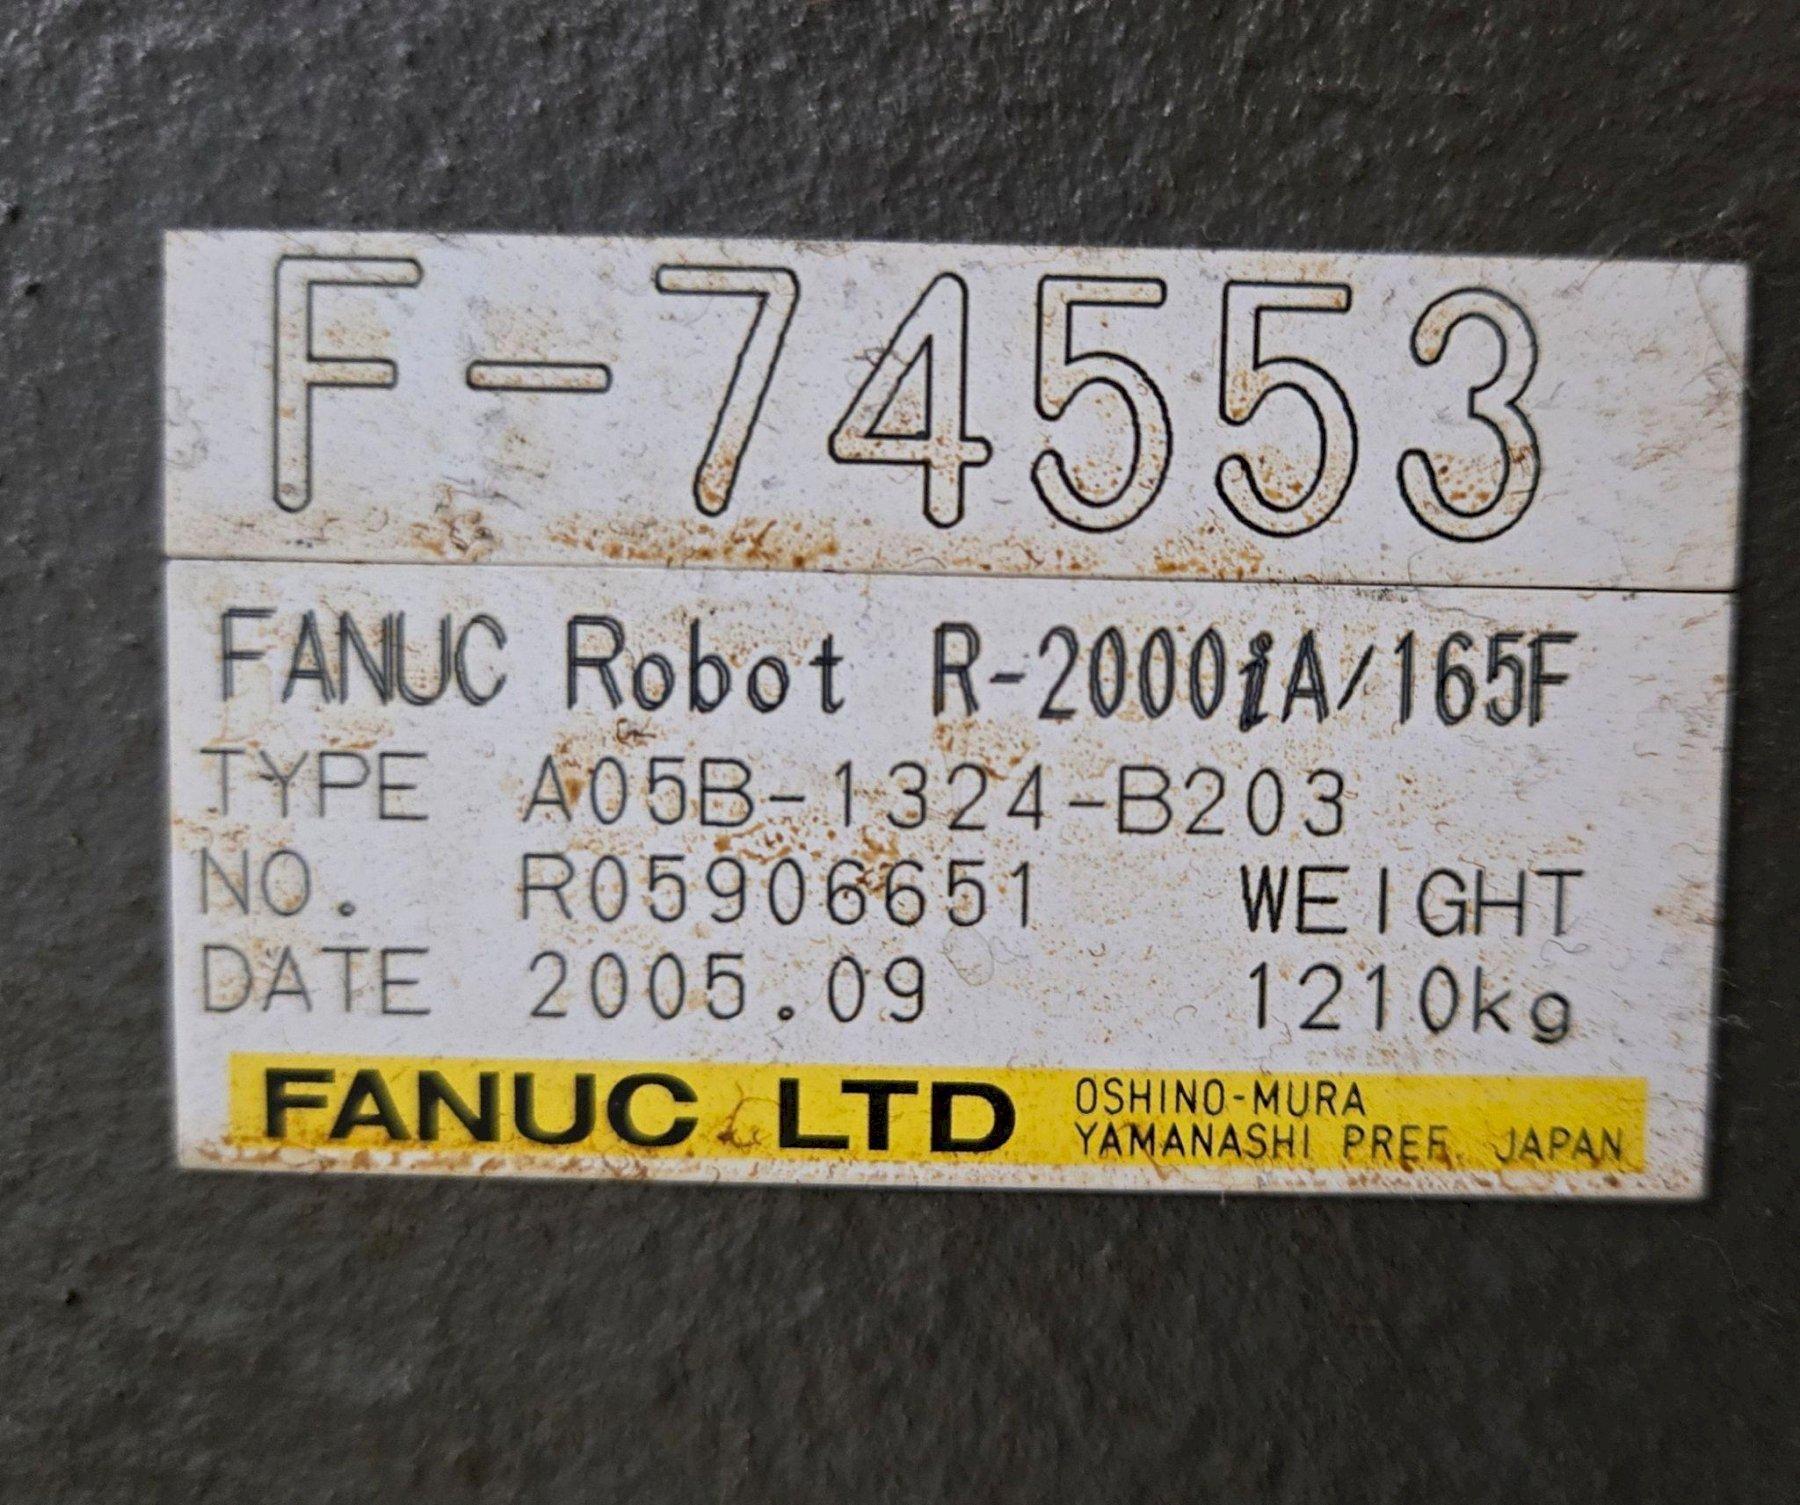 F-74553
FANUC Robot R-2000iA/165F
TYPE A05B-1324-B203
NO. R05906651 WEIGHT
DATE 2005.09 1210kg
FANUC LTD OSHINO-MURA
YAMANASHI PREF. JAPAN